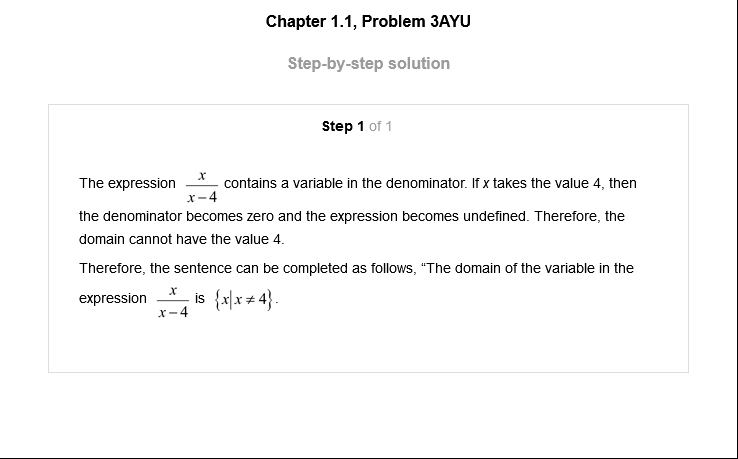 Chapter 1.1, Problem 3AYU
Step-by-step solution
Step 1 of 1
The expression x/(x−4) contains a variable in the denominator. If x takes the value 4, then
the denominator becomes zero and the expression becomes undefined. Therefore, the
domain cannot have the value 4.
Therefore, the sentence can be completed as follows, “The domain of the variable in the
expression x/(x−4) is {x|x ≠ 4}.